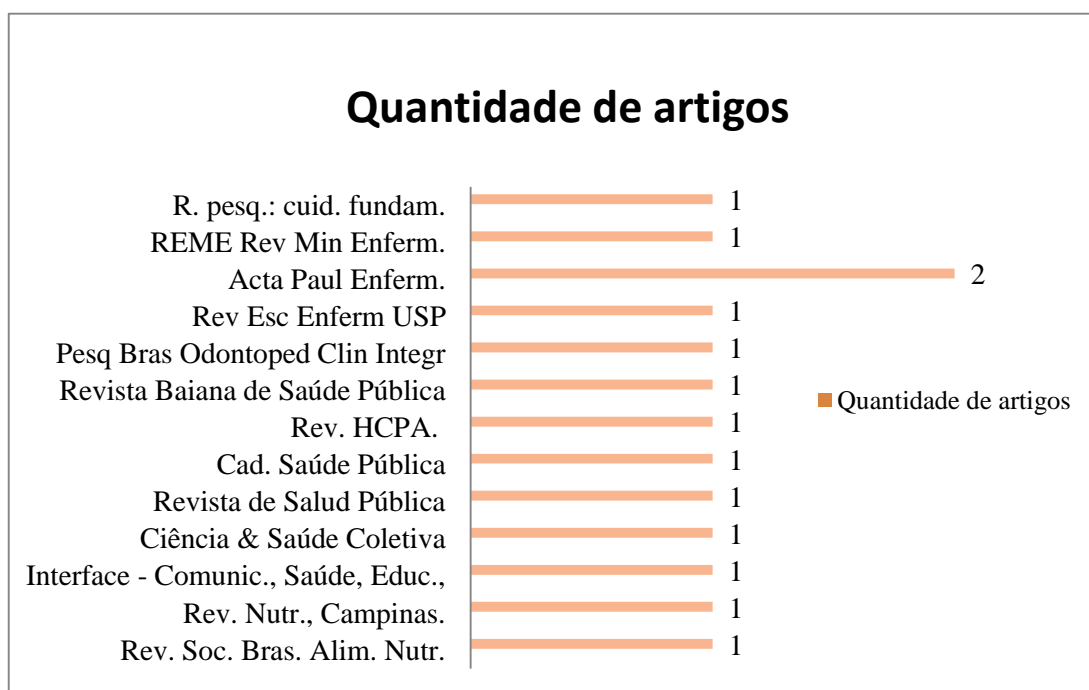 Quantidade de artigos
R. pesq.: cuid. fundam. 1
REME Rev Min Enferm. 1
Acta Paul Enferm. 2
Rev Esc Enferm USP 1
Pesq Bras Odontoped Clin Integr 1
Revista Baiana de Saúde Pública 1
Quantidade de artigos
Rev. HCPA. 1
Cad. Saúde Pública 1
Revista de Salud Pública 1
Ciência & Saúde Coletiva 1
Interface - Comunic., Saúde, Educ., 1
Rev. Nutr., Campinas. 1
Rev. Soc. Bras. Alim. Nutr. 1